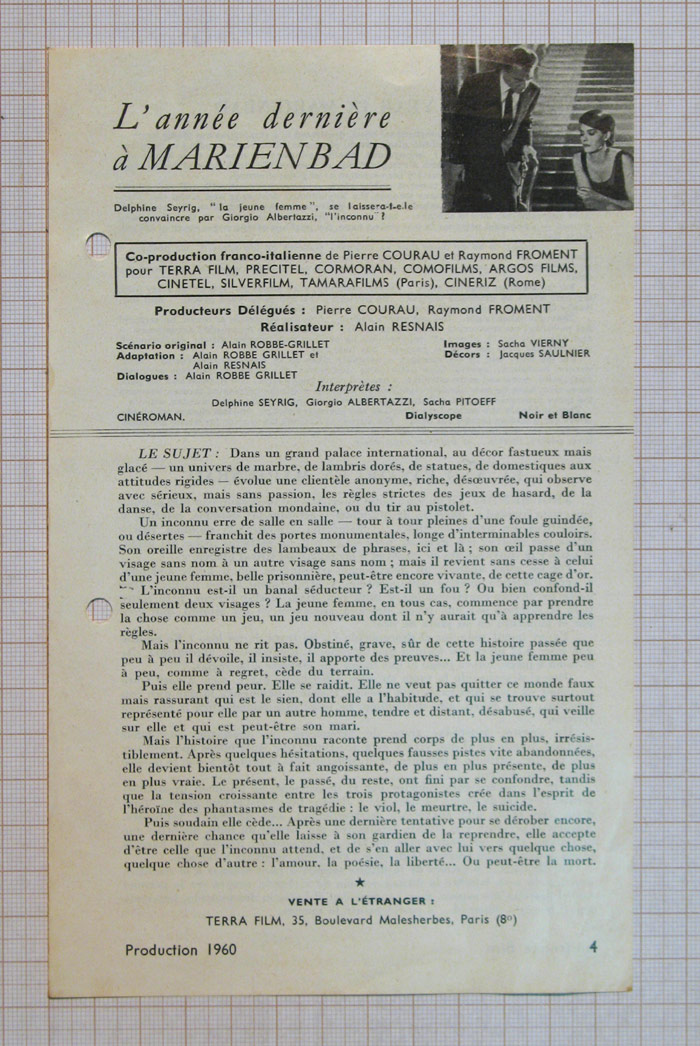 L'année dernière
à MARIENBAD
Delphine Seyrig, "la jeune femme", se laissera-t-e.le
convaincre par Giorgio Albertazzi, "l'inconnu"?
Co-production franco-italienne de Pierre COURAU et Raymond FROMENT
pour TERRA FILM, PRECITEL, CORMORAN, COMOFILMS, ARGOS FILMS,
CINETEL, SILVERFILM, TAMARAFILMS (Paris), CINERIZ (Rome)
Producteurs Délégués : Pierre COURAU, Raymond FROMENT
Réalisateur : Alain RESNAIS
Scénario original : Alain ROBBE-GRILLET
Adaptation : Alain ROBBE GRILLET et
Alain RESNAIS
Dialogues : Alain ROBBE GRILLET
Images : Sacha VIERNY
Décors : Jacques SAULNIER
Interprètes :
Delphine SEYRIG, Giorgio ALBERTAZZI, Sacha PITOEFF
CINÉROMAN. Dialyscope Noir et Blanc
LE SUJET : Dans un grand palace international, au décor fastueux mais
glacé — un univers de marbre, de lambris dorés, de statues, de domestiques aux
attitudes rigides — évolue une clientèle anonyme, riche, désœuvrée, qui observe
avec sérieux, mais sans passion, les règles strictes des jeux de hasard, de la
danse, de la conversation mondaine, ou du tir au pistolet.
Un inconnu erre de salle en salle — tour à tour pleines d'une foule guindée,
ou désertes — franchit des portes monumentales, longe d'interminables couloirs.
Son oreille enregistre des lambeaux de phrases, ici et là ; son œil passe d'un
visage sans nom à un autre visage sans nom ; mais il revient sans cesse à celui
d'une jeune femme, belle prisonnière, peut-être encore vivante, de cette cage d'or.
L'inconnu est-il un banal séducteur ? Est-il un fou ? Ou bien confond-il
seulement deux visages ? La jeune femme, en tous cas, commence par prendre
la chose comme un jeu, un jeu nouveau dont il n'y aurait qu'à apprendre les
règles.
Mais l'inconnu ne rit pas. Obstiné, grave, sûr de cette histoire passée que
peu à peu il dévoile, il insiste, il apporte des preuves... Et la jeune femme peu
à peu, comme à regret, cède du terrain.
Puis elle prend peur. Elle se raidit. Elle ne veut pas quitter ce monde faux
mais rassurant qui est le sien, dont elle a l'habitude, et qui se trouve surtout
représenté pour elle par un autre homme, tendre et distant, désabusé, qui veille
sur elle et qui est peut-être son mari.
Mais l'histoire que l'inconnu raconte prend corps de plus en plus, irrésis-
tiblement. Après quelques hésitations, quelques fausses pistes vite abandonnées,
elle devient bientôt tout à fait angoissante, de plus en plus présente, de plus
en plus vraie. Le présent, le passé, du reste, ont fini par se confondre, tandis
que la tension croissante entre les trois protagonistes crée dans l'esprit de
l'héroïne des phantasmes de tragédie : le viol, le meurtre, le suicide.
Puis soudain elle cède... Après une dernière tentative pour se dérober encore,
une dernière chance qu'elle laisse à son gardien de la reprendre, elle accepte
d'être celle que l'inconnu attend, et de s'en aller avec lui vers quelque chose,
quelque chose d'autre : l'amour, la poésie, la liberté... Ou peut-être la mort.
★
VENTE A L'ÉTRANGER :
TERRA FILM, 35, Boulevard Malesherbes, Paris (8º)
Production 1960 4